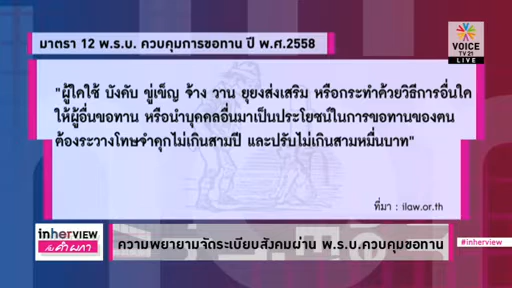 มาตรา 12 พ.ร.บ. ควบคุมการขอทาน ปี พ.ศ.2558
VOICE
TV 21
LIVE
"ผู้ใดใช้ บังคับ ขู่เข็ญ จ้าง วาน ยุยงส่งเสริม หรือกระทำด้วยวิธีการอื่นใด
ให้ผู้อื่นขอทาน หรือนำบุคคลอื่นมาเป็นประโยชน์ในการขอทานของตน
ต้องระวางโทษจำคุกไม่เกินสามปี และปรับไม่เกินสามหมื่นบาท"
ที่มา : ilaw.or.th
inherview
กับคำ ผกา
ความพยายามจัดระเบียบสังคมผ่าน พ.ร.บ.ควบคุมขอทาน
#inherview